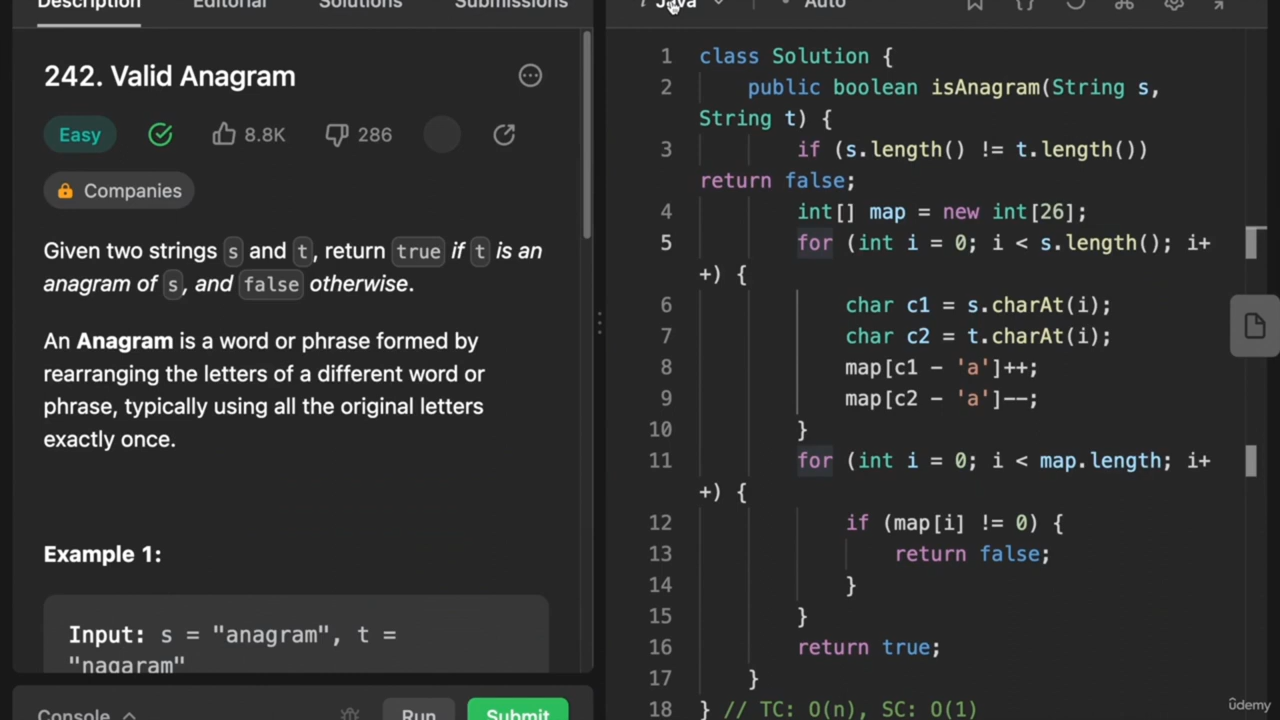 Description Editorial Solutions Submissions
242. Valid Anagram
Easy 8.8K 286
Companies
Given two strings s and t, return true if t is an
anagram of s, and false otherwise.
An Anagram is a word or phrase formed by
rearranging the letters of a different word or
phrase, typically using all the original letters
exactly once.
Example 1:
Input: s = "anagram", t =
"nagaram"
Console Run Submit
Java Auto
1 class Solution {
2 public boolean isAnagram(String s,
String t) {
3 if (s.length() != t.length())
return false;
4 int[] map = new int[26];
5 for (int i = 0; i < s.length(); i+
+) {
6 char c1 = s.charAt(i);
7 char c2 = t.charAt(i);
8 map[c1 - 'a']++;
9 map[c2 - 'a']--;
10 }
11 for (int i = 0; i < map.length; i+
+) {
12 if (map[i] != 0) {
13 return false;
14 }
15 }
16 return true;
17 }
18 } // TC: O(n), SC: O(1)
ûdemy